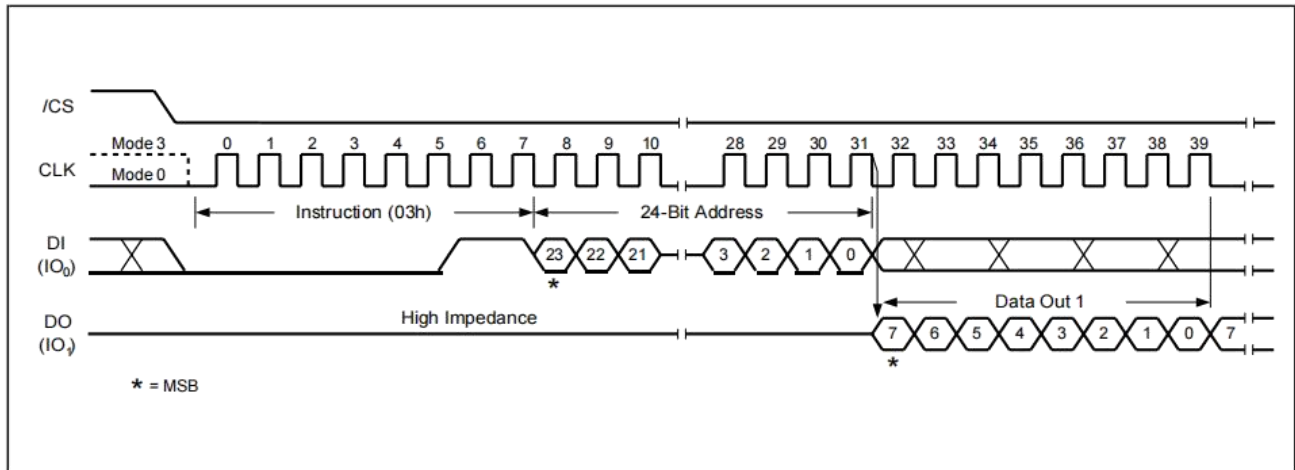 /CS
Mode 3 0 1 2 3 4 5 6 7 8 9 10 28 29 30 31 32 33 34 35 36 37 38 39
CLK Mode 0
Instruction (03h) 24-Bit Address
DI
(IO₀) 23 22 21 3 2 1 0
*
Data Out 1
High Impedance
DO
(IO₁) 7 6 5 4 3 2 1 0 7
*
* = MSB